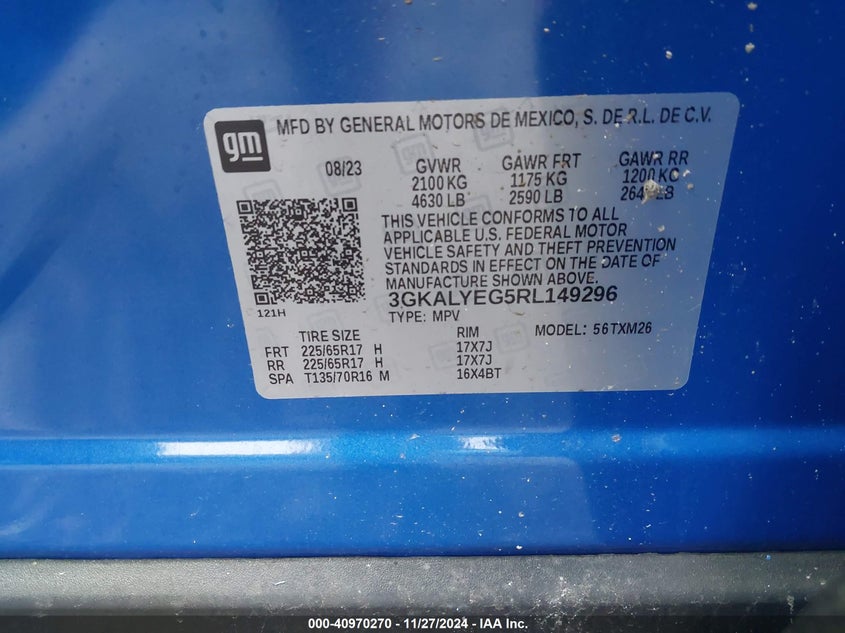 gm
MFD BY GENERAL MOTORS DE MEXICO, S. DE R.L. DE C.V.
08/23 GVWR GAWR FRT GAWR RR
2100 KG 1175 KG 1200 KG
4630 LB 2590 LB LB
THIS VEHICLE CONFORMS TO ALL
APPLICABLE U.S. FEDERAL MOTOR
VEHICLE SAFETY AND THEFT PREVENTION
STANDARDS IN EFFECT ON THE DATE OF
MANUFACTURE SHOWN ABOVE.
3GKALYEG5RL149296
121H
TYPE: MPV MODEL: 56TXM26
TIRE SIZE RIM
FRT 225/65R17 H 17X7J
RR 225/65R17 H 17X7J
SPA T135/70R16 M 16X4BT
000-40970270 - 11/27/2024 - IAA Inc.